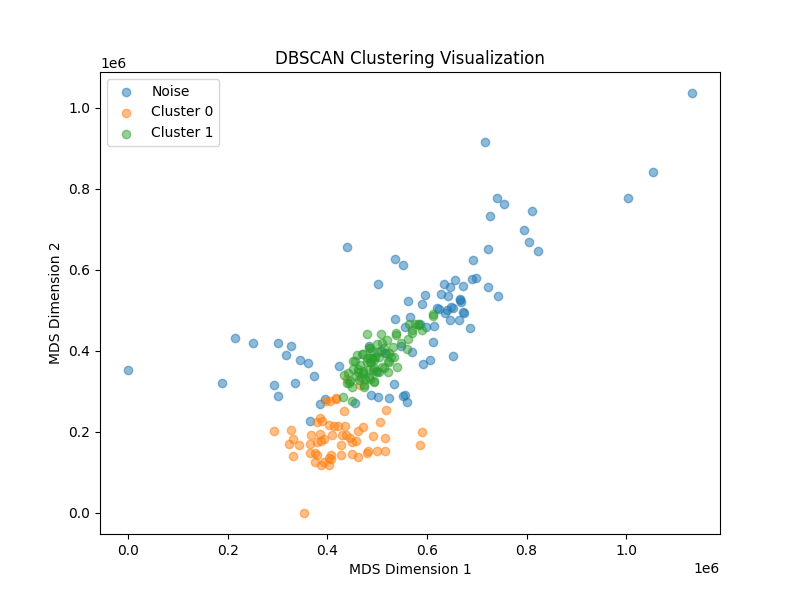 DBSCAN Clustering Visualization
1e6
Noise
Cluster 0
Cluster 1
1.0
0.8
0.6
0.4
0.2
0.0
MDS Dimension 2
0.0 0.2 0.4 0.6 0.8 1.0
1e6
MDS Dimension 1